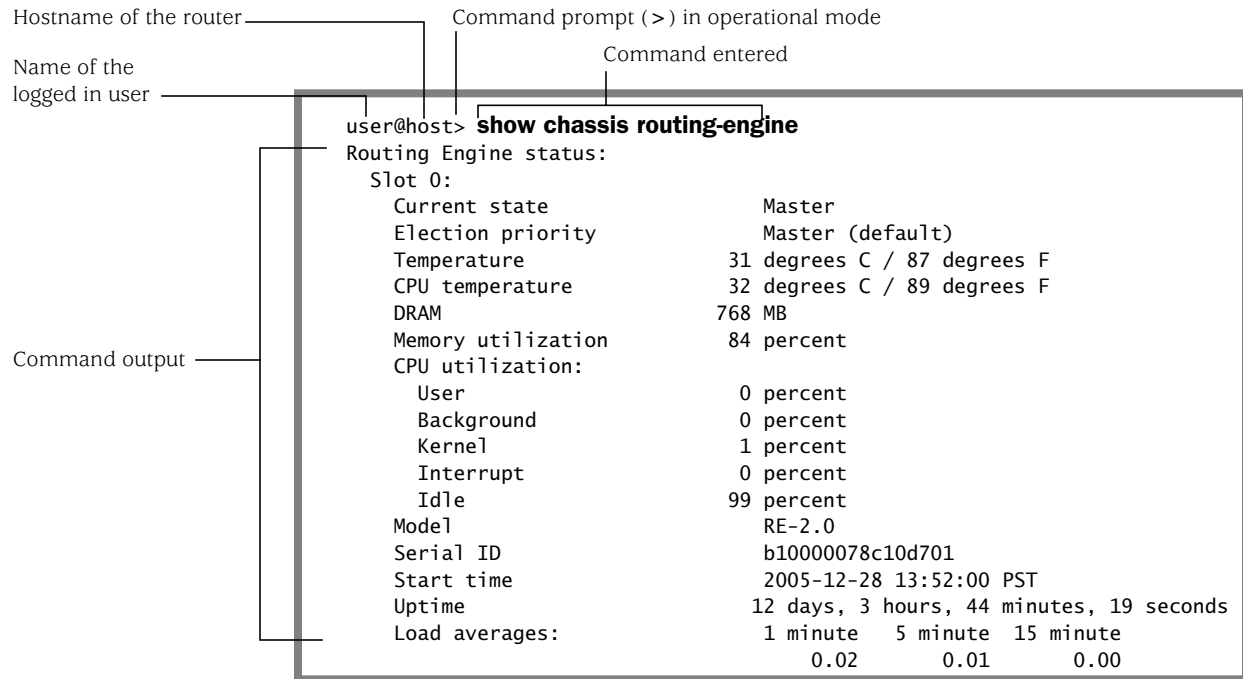 Hostname of the router
Command prompt ( > ) in operational mode
Command entered
Name of the
logged in user
user@host> show chassis routing-engine
Routing Engine status:
Slot 0:
Current state Master
Election priority Master (default)
Temperature 31 degrees C / 87 degrees F
CPU temperature 32 degrees C / 89 degrees F
DRAM 768 MB
Memory utilization 84 percent
Command output
CPU utilization:
User 0 percent
Background 0 percent
Kernel 1 percent
Interrupt 0 percent
Idle 99 percent
Model RE-2.0
Serial ID b10000078c10d701
Start time 2005-12-28 13:52:00 PST
Uptime 12 days, 3 hours, 44 minutes, 19 seconds
Load averages: 1 minute 5 minute 15 minute
0.02 0.01 0.00